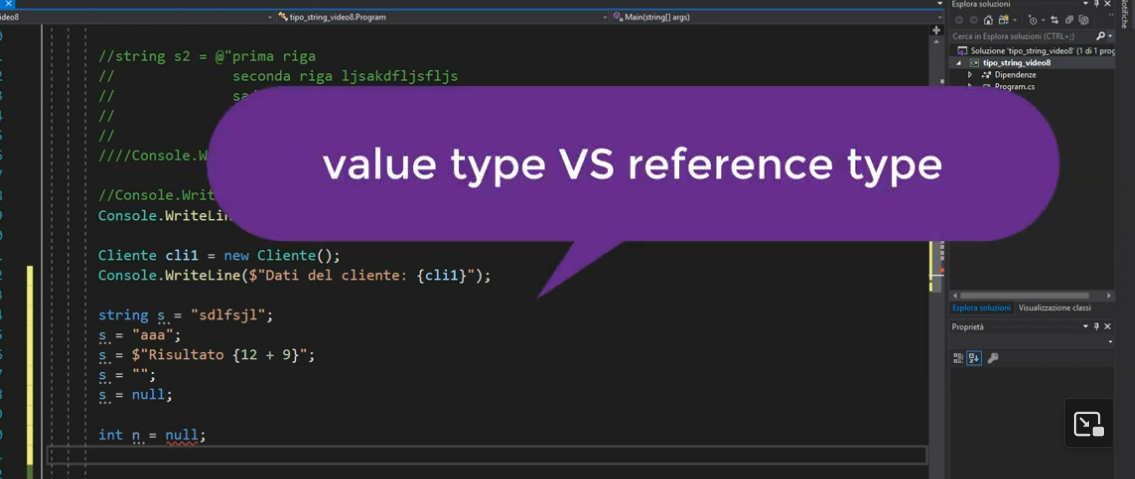 ideo8
tipo_string_video8.Program
Main(string[] args)
Esplora soluzioni
Notifiche
Cerca in Esplora soluzioni (CTRL+;)
Soluzione 'tipo_string_video8' (1 di 1 prog
tipo_string_video8
Dipendenze
Program.cs
//string s2 = @"prima riga
// seconda riga ljsakdfljsfljs
//
//
//
////Console.W
//Console.Writ
Console.WriteLin
value type VS reference type
Cliente cli1 = new Cliente();
Console.WriteLine($"Dati del cliente: {cli1}");
string s = "sdlfsjl";
s = "aaa";
s = $"Risultato {12 + 9}";
s = "";
s = null;
int n = null;
Esplora soluzioni Visualizzazione classi
Proprietà